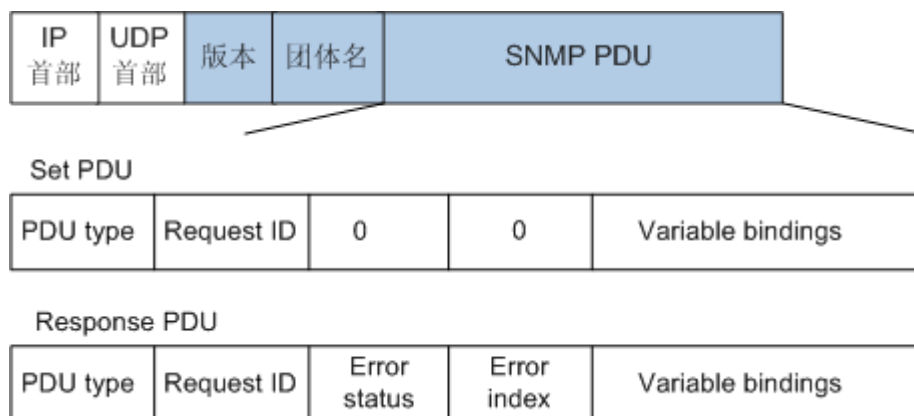 IP
首部
UDP
首部
版本
团体名
SNMP PDU
Set PDU
PDU type
Request ID
0
0
Variable bindings
Response PDU
PDU type
Request ID
Error
status
Error
index
Variable bindings